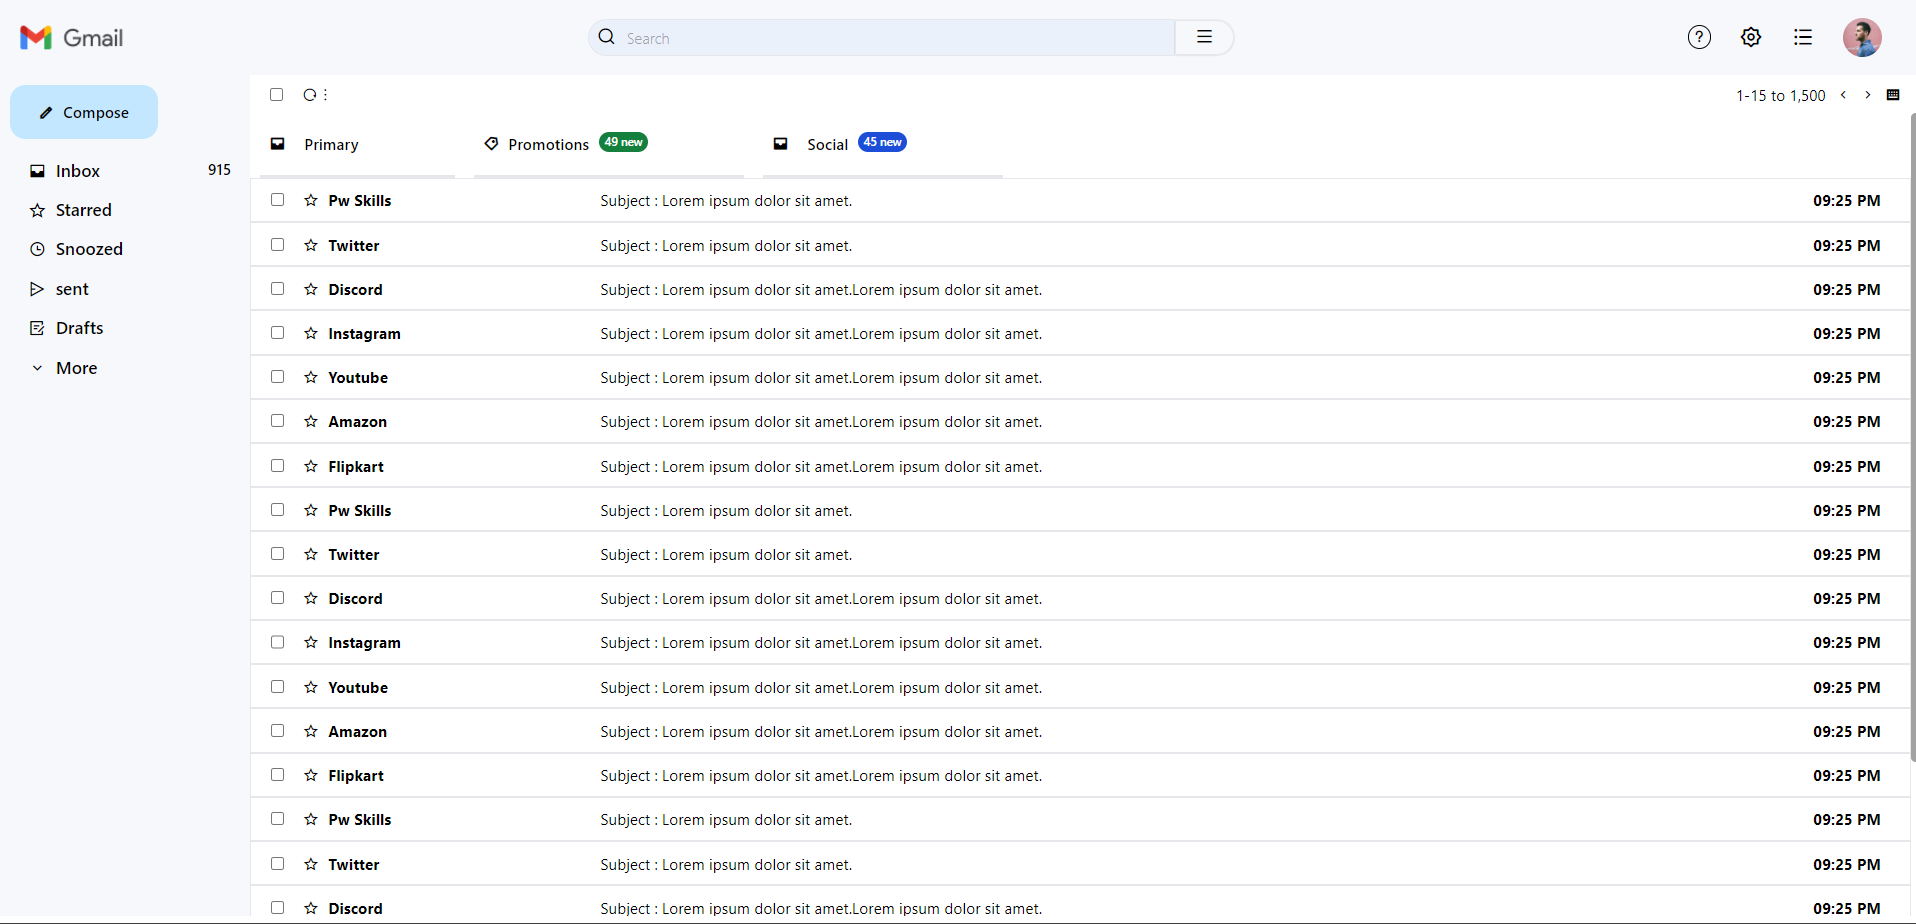 Gmail
Search
Compose
1-15 to 1,500
Primary
Promotions 49 new
Social 45 new
Inbox 915
Starred
Snoozed
sent
Drafts
More
Pw Skills Subject : Lorem ipsum dolor sit amet. 09:25 PM
Twitter Subject : Lorem ipsum dolor sit amet. 09:25 PM
Discord Subject : Lorem ipsum dolor sit amet.Lorem ipsum dolor sit amet. 09:25 PM
Instagram Subject : Lorem ipsum dolor sit amet.Lorem ipsum dolor sit amet. 09:25 PM
Youtube Subject : Lorem ipsum dolor sit amet.Lorem ipsum dolor sit amet. 09:25 PM
Amazon Subject : Lorem ipsum dolor sit amet.Lorem ipsum dolor sit amet. 09:25 PM
Flipkart Subject : Lorem ipsum dolor sit amet.Lorem ipsum dolor sit amet. 09:25 PM
Pw Skills Subject : Lorem ipsum dolor sit amet. 09:25 PM
Twitter Subject : Lorem ipsum dolor sit amet. 09:25 PM
Discord Subject : Lorem ipsum dolor sit amet.Lorem ipsum dolor sit amet. 09:25 PM
Instagram Subject : Lorem ipsum dolor sit amet.Lorem ipsum dolor sit amet. 09:25 PM
Youtube Subject : Lorem ipsum dolor sit amet.Lorem ipsum dolor sit amet. 09:25 PM
Amazon Subject : Lorem ipsum dolor sit amet.Lorem ipsum dolor sit amet. 09:25 PM
Flipkart Subject : Lorem ipsum dolor sit amet.Lorem ipsum dolor sit amet. 09:25 PM
Pw Skills Subject : Lorem ipsum dolor sit amet. 09:25 PM
Twitter Subject : Lorem ipsum dolor sit amet. 09:25 PM
Discord Subject : Lorem ipsum dolor sit amet.Lorem ipsum dolor sit amet. 09:25 PM